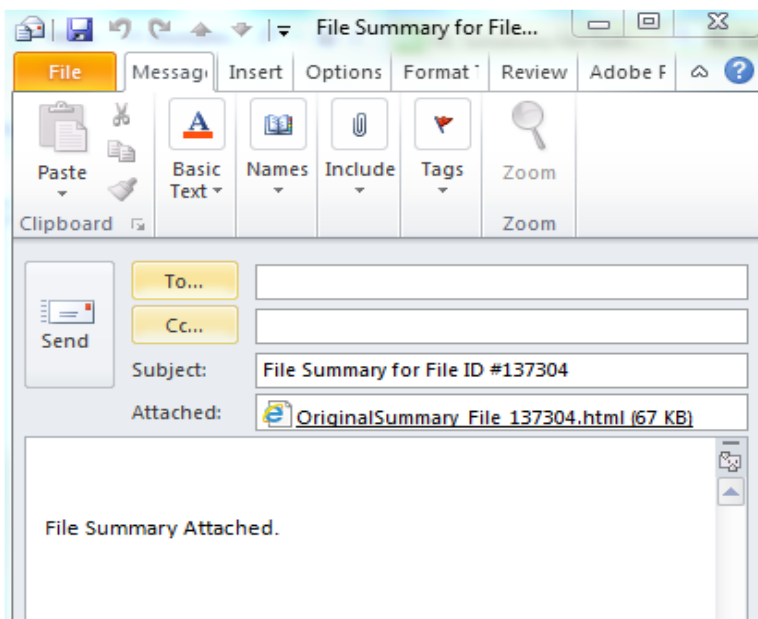 File Summary for File...
File Messag Insert Options Format Review Adobe F
Paste Basic Text Names Include Tags Zoom
Clipboard Zoom
To...
Cc...
Send
Subject: File Summary for File ID #137304
Attached: OriginalSummary_File_137304.html (67 KB)
File Summary Attached.